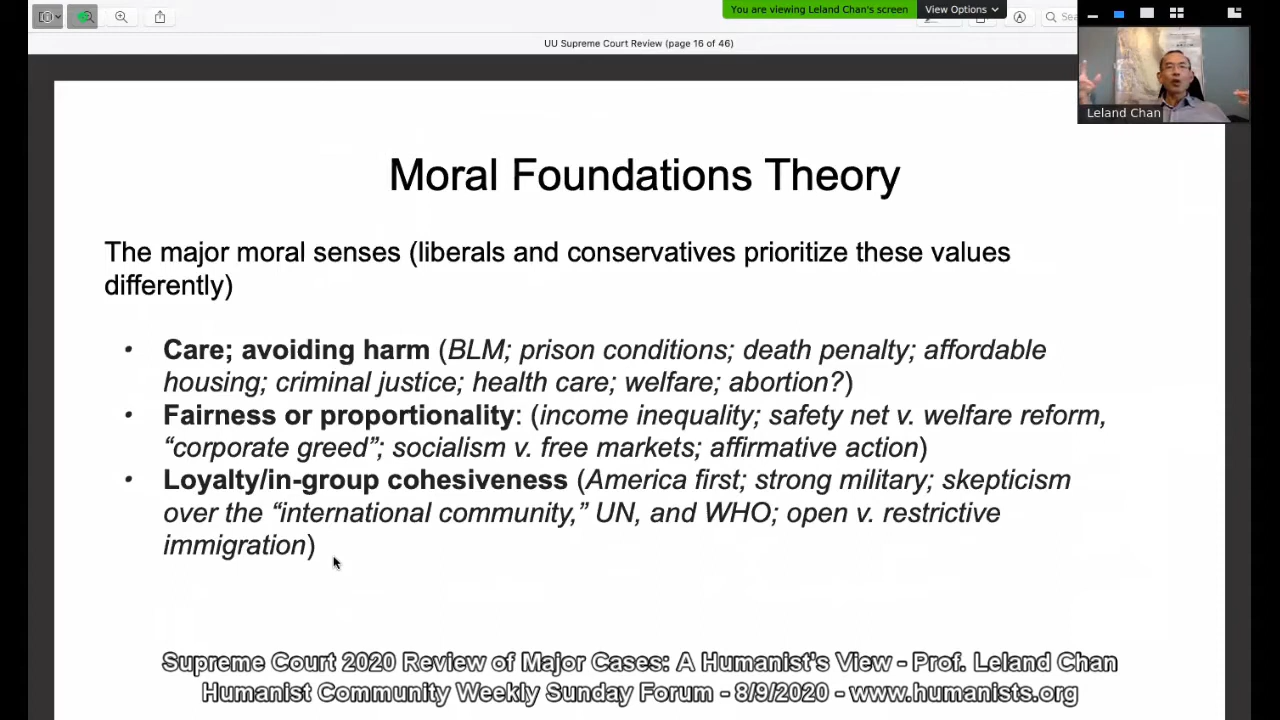 You are viewing Leland Chan's screen
View Options
UU Supreme Court Review (page 16 of 46)
Leland Chan
Moral Foundations Theory
The major moral senses (liberals and conservatives prioritize these values
differently)
• Care; avoiding harm (BLM; prison conditions; death penalty; affordable
housing; criminal justice; health care; welfare; abortion?)
• Fairness or proportionality: (income inequality; safety net v. welfare reform,
“corporate greed”; socialism v. free markets; affirmative action)
• Loyalty/in-group cohesiveness (America first; strong military; skepticism
over the “international community,” UN, and WHO; open v. restrictive
immigration)
Supreme Court 2020 Review of Major Cases: A Humanist's View - Prof. Leland Chan
Humanist Community Weekly Sunday Forum - 8/9/2020 - www.humanists.org